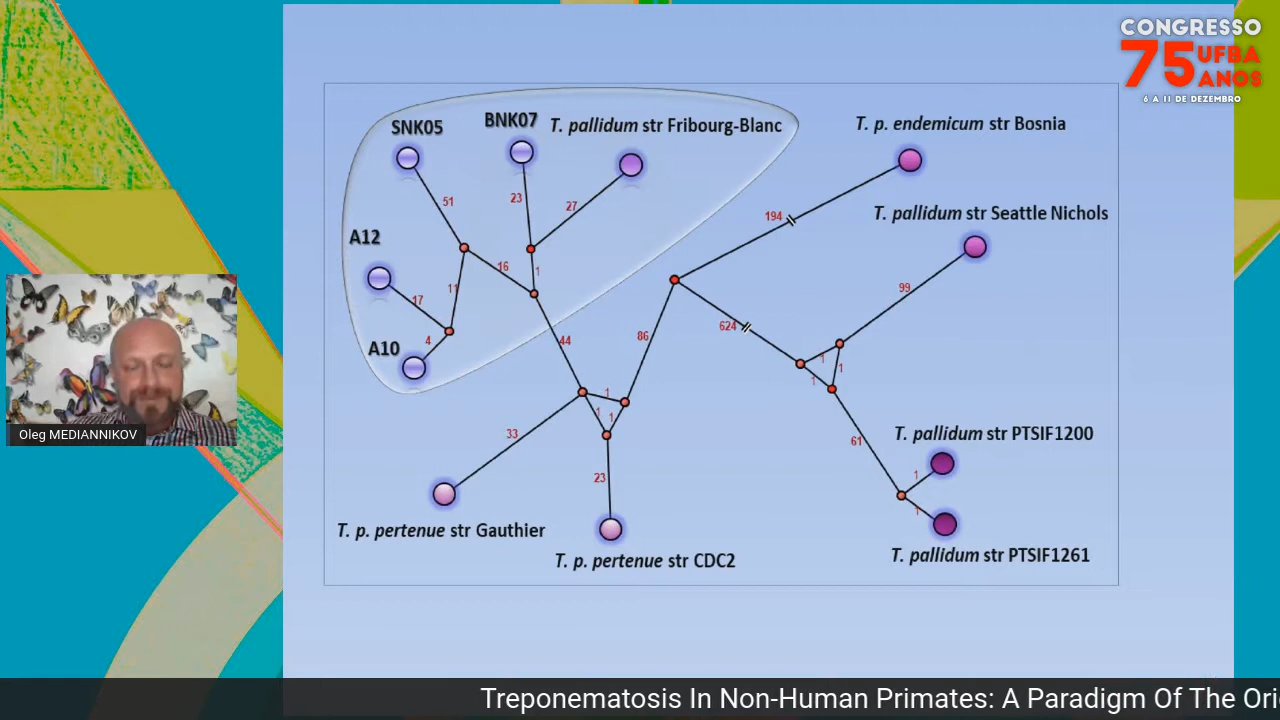 CONGRESSO
75 UFBA
ANOS
6 A 11 DE DEZEMBRO
SNK05
BNK07
T. pallidum str Fribourg-Blanc
T. p. endemicum str Bosnia
T. pallidum str Seattle Nichols
A12
A10
51
23
27
194
16
1
11
17
4
99
44
86
624
1
1
1
1
1
1
33
23
61
1
1
T. pallidum str PTSIF1200
T. pallidum str PTSIF1261
T. p. pertenue str Gauthier
T. p. pertenue str CDC2
Oleg MEDIANNIKOV
Treponematosis In Non-Human Primates: A Paradigm Of The Ori